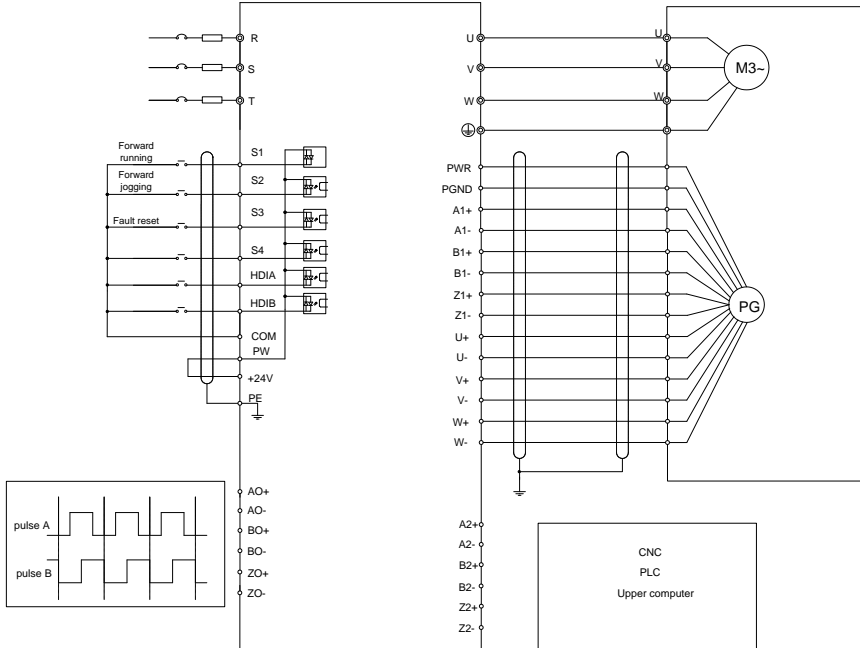 R
S
T
Forward
running
Forward
jogging
Fault reset
S1
S2
S3
S4
HDIA
HDIB
COM
PW
+24V
PE
pulse A
pulse B
AO+
AO-
BO+
BO-
ZO+
ZO-
U
V
W
U
V
W
M3~
PWR
PGND
A1+
A1-
B1+
B1-
Z1+
Z1-
U+
U-
V+
V-
W+
W-
PG
A2+
A2-
B2+
B2-
Z2+
Z2-
CNC
PLC
Upper computer